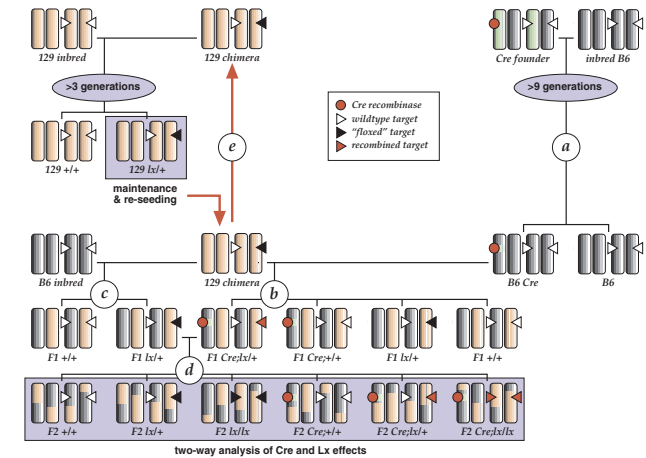 129 inbred
129 chimera
Cre founder
inbred B6
>3 generations
>9 generations
Cre recombinase
wildtype target
"floxed" target
recombined target
e
a
129 +/+
129 lx/+
maintenance
& re-seeding
B6 inbred
129 chimera
B6 Cre
B6
c
b
F1 +/+
F1 lx/+
F1 Cre;lx/+
F1 Cre;+/+
F1 lx/+
F1 +/+
d
F2 +/+
F2 lx/+
F2 lx/lx
F2 Cre;+/+
F2 Cre;lx/+
F2 Cre;lx/lx
two-way analysis of Cre and Lx effects